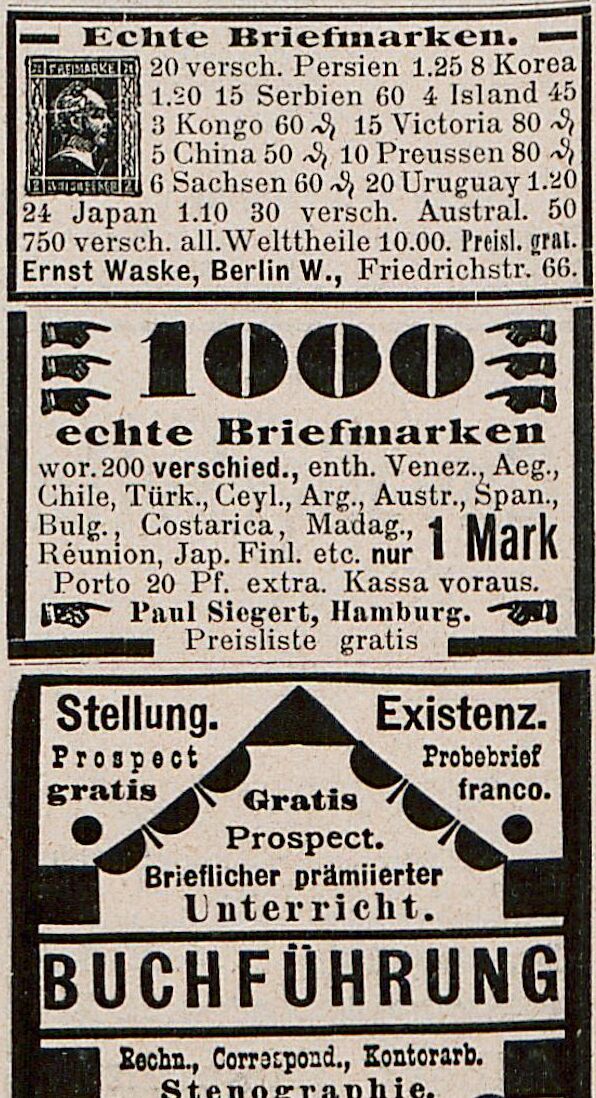 Echte Briefmarken.
FREIMARKE
20 versch. Persien 1.25 8 Korea
1.20 15 Serbien 60 4 Island 45
3 Kongo 60 ₰ 15 Victoria 80 ₰
5 China 50 ₰ 10 Preussen 80 ₰
6 Sachsen 60 ₰ 20 Uruguay 1.20
24 Japan 1.10 30 versch. Austral. 50
750 versch. all. Welttheile 10.00. Preisl. grat.
Ernst Waske, Berlin W., Friedrichstr. 66.
1000
echte Briefmarken
wor. 200 verschied., enth. Venez., Aeg.,
Chile, Türk., Ceyl., Arg., Austr., Span.,
Bulg., Costarica, Madag.,
Réunion, Jap. Finl. etc. nur 1 Mark
Porto 20 Pf. extra. Kassa voraus.
Paul Siegert, Hamburg.
Preisliste gratis
Stellung. Existenz.
Prospect gratis
Probebrief franco.
Gratis
Prospect.
Brieflicher prämiierter
Unterricht.
BUCHFÜHRUNG
Rechn., Correspond., Kontorarb.
Stenographie.